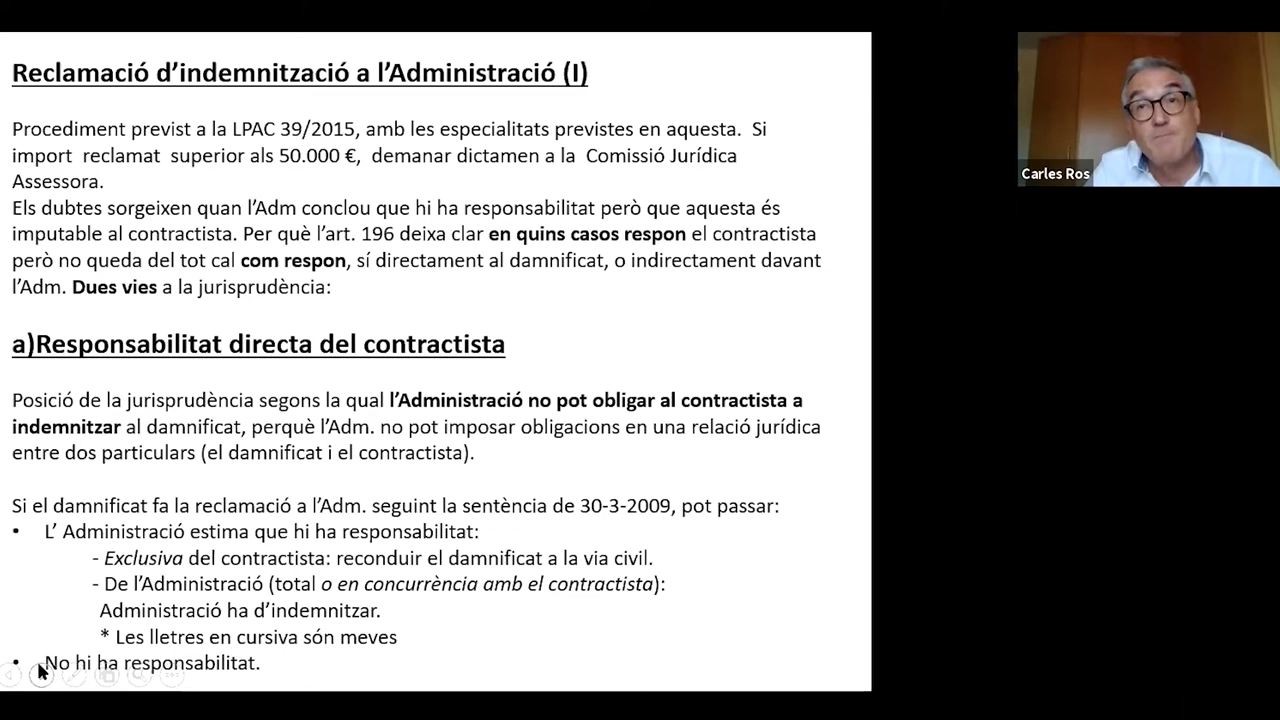 Reclamació d’indemnització a l’Administració (I)
Procediment previst a la LPAC 39/2015, amb les especialitats previstes en aquesta. Si
import reclamat superior als 50.000 €, demanar dictamen a la Comissió Jurídica
Assessora.
Els dubtes sorgeixen quan l’Adm conclou que hi ha responsabilitat però que aquesta és
imputable al contractista. Per què l’art. 196 deixa clar en quins casos respon el contractista
però no queda del tot cal com respon, sí directament al damnificat, o indirectament davant
l’Adm. Dues vies a la jurisprudència:
a)Responsabilitat directa del contractista
Posició de la jurisprudència segons la qual l’Administració no pot obligar al contractista a
indemnitzar al damnificat, perquè l’Adm. no pot imposar obligacions en una relació jurídica
entre dos particulars (el damnificat i el contractista).
Si el damnificat fa la reclamació a l’Adm. seguint la sentència de 30-3-2009, pot passar:
• L’ Administració estima que hi ha responsabilitat:
- Exclusiva del contractista: reconduir el damnificat a la via civil.
- De l’Administració (total o en concurrència amb el contractista):
Administració ha d’indemnitzar.
* Les lletres en cursiva són meves
• No hi ha responsabilitat.
Carles Ros